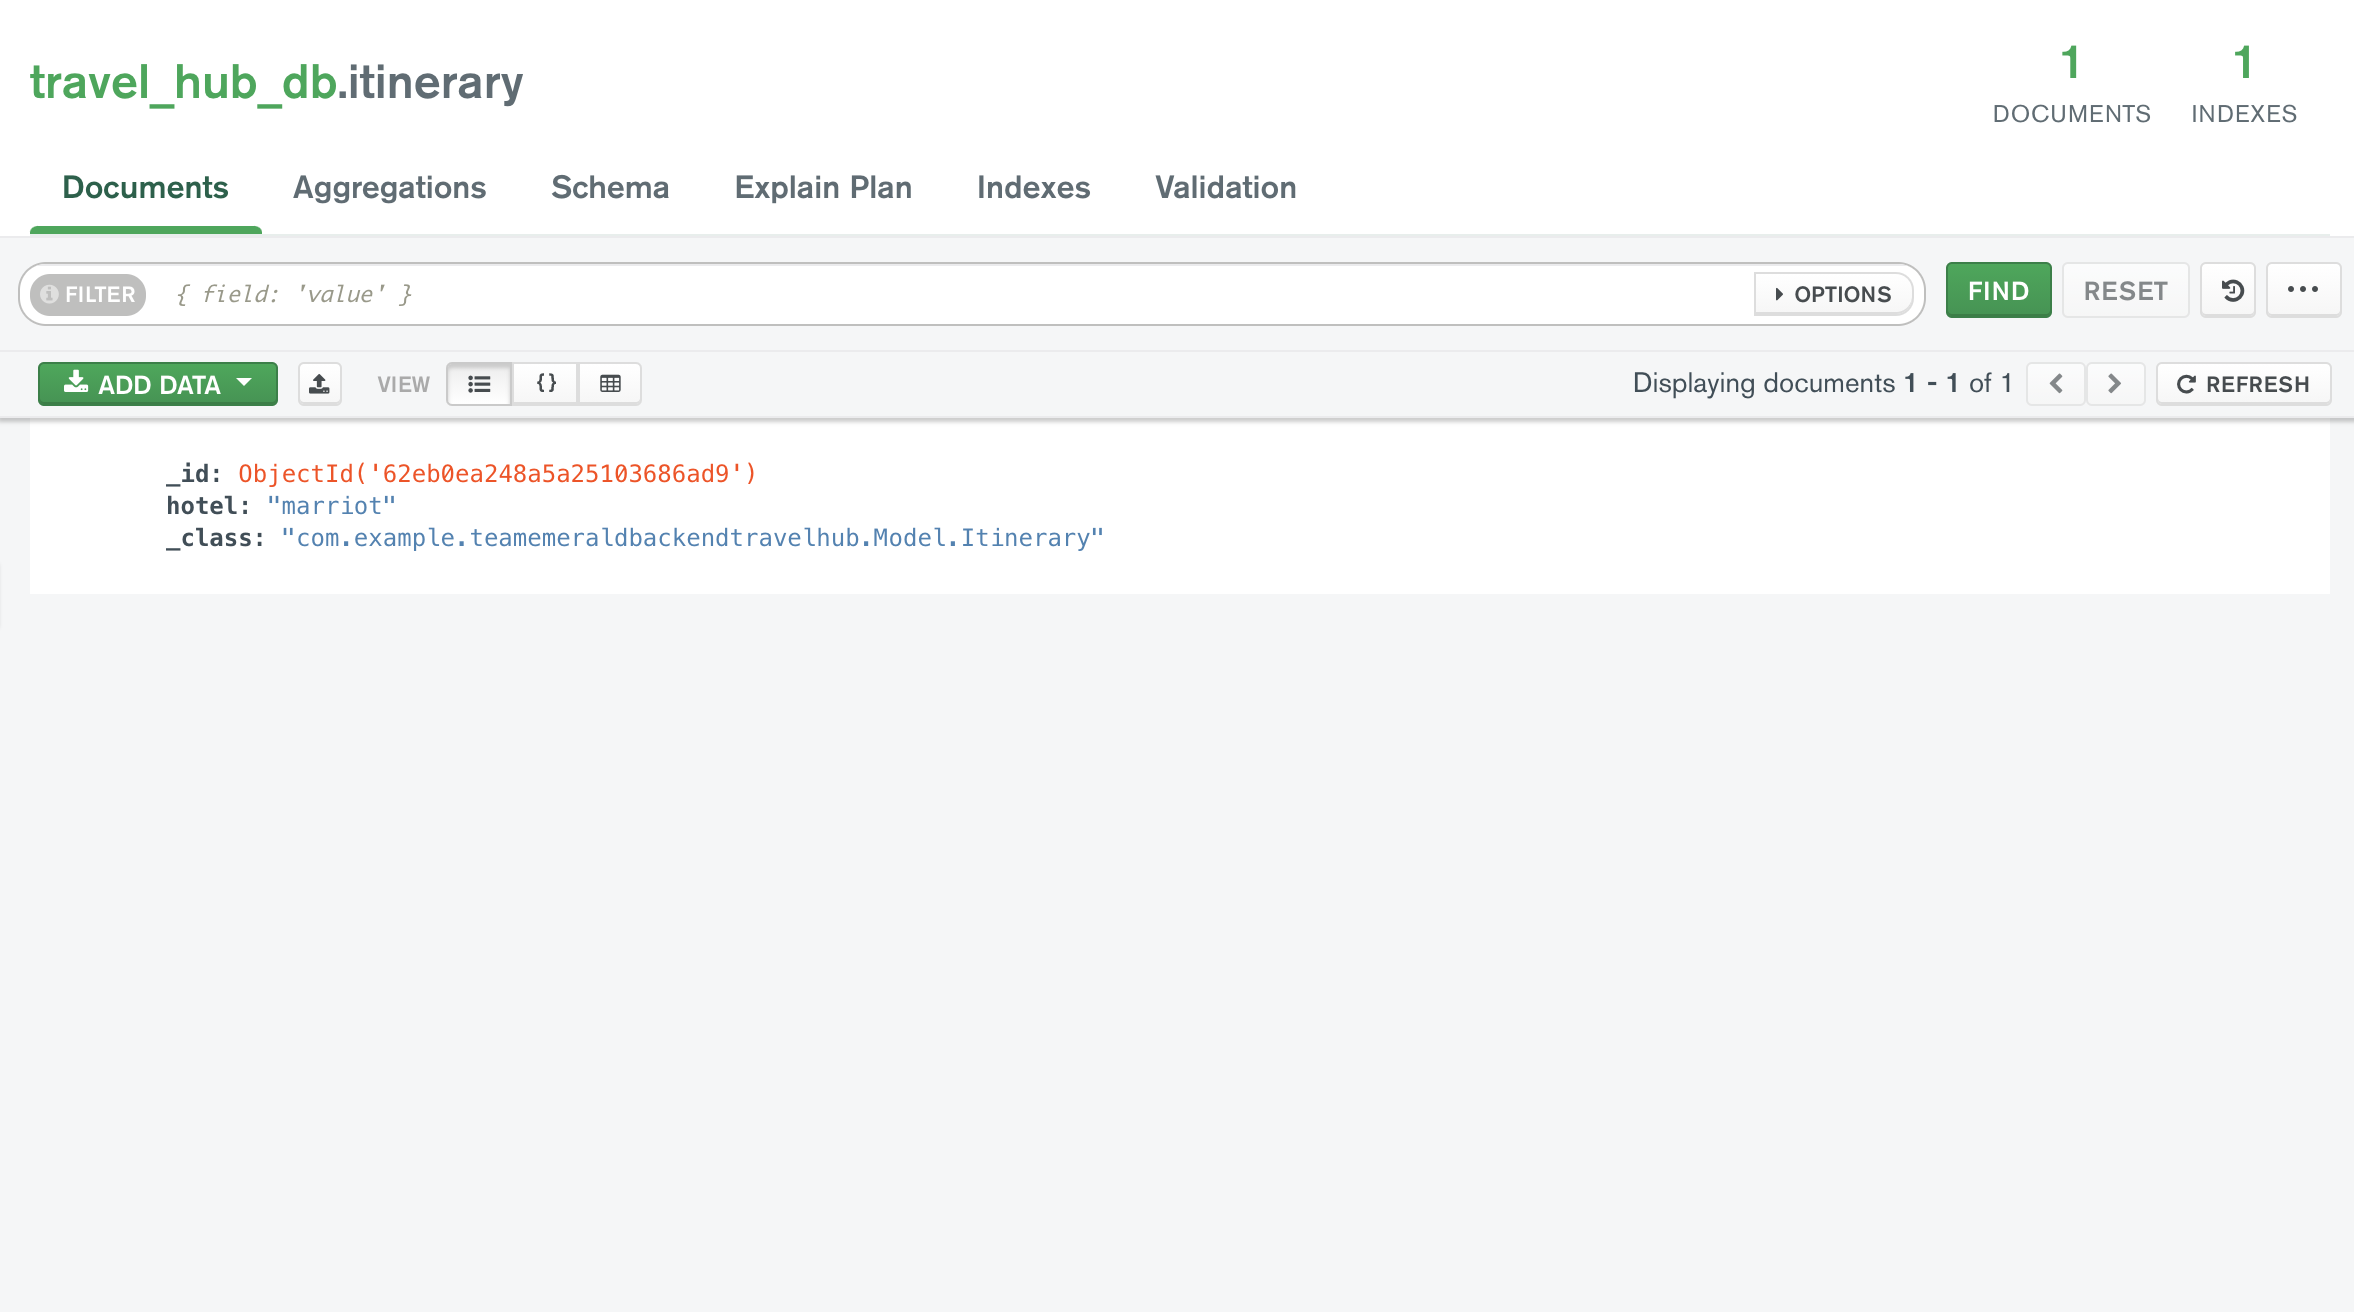 travel_hub_db.itinerary
1 DOCUMENTS
1 INDEXES
Documents Aggregations Schema Explain Plan Indexes Validation
FILTER { field: 'value' } OPTIONS FIND RESET
ADD DATA VIEW {} Displaying documents 1 - 1 of 1 REFRESH
_id: ObjectId('62eb0ea248a5a25103686ad9')
hotel: "marriot"
_class: "com.example.teamemeraldbackendtravelhub.Model.Itinerary"